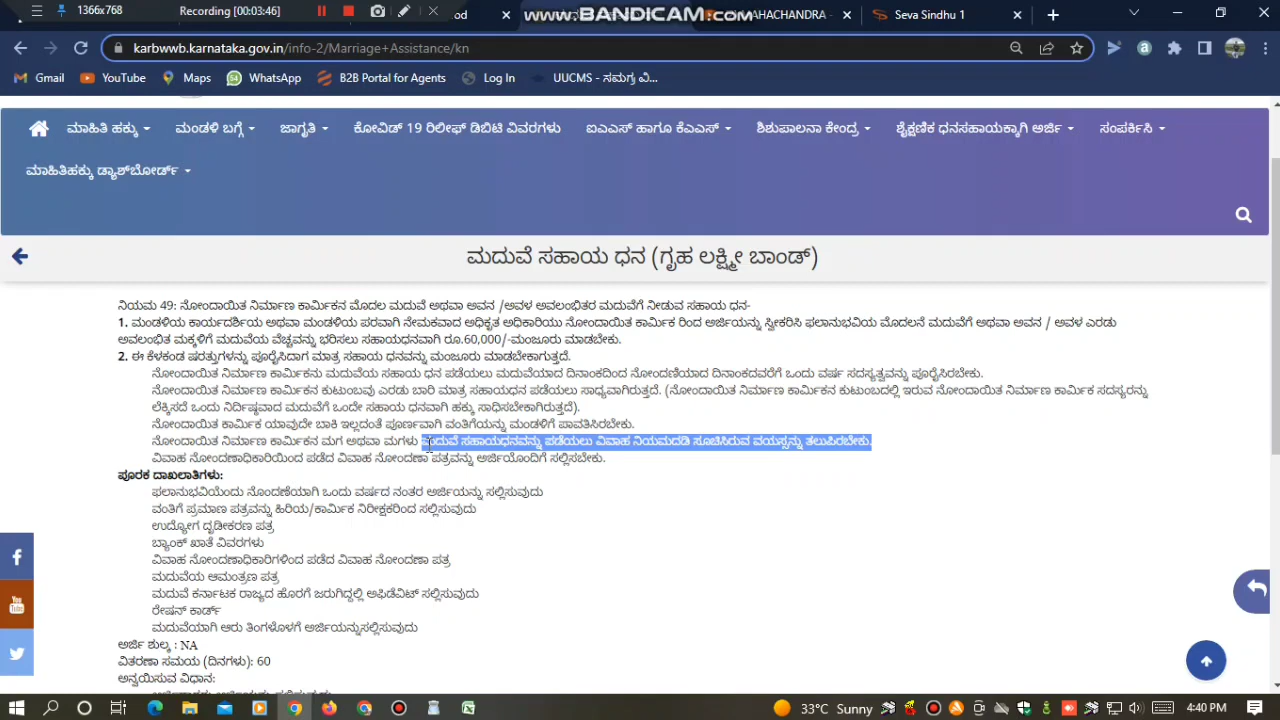 1366x768
Recording [00:03:46]
www.BANDICAM.com
AHACHANDRA -
Seva Sindhu 1
karbwwb.karnataka.gov.in/info-2/Marriage+Assistance/kn
Gmail YouTube Maps WhatsApp B2B Portal for Agents Log In UUCMS - ಸಮಗ್ರ ವಿ...
ಮಾಹಿತಿ ಹಕ್ಕು ಮಂಡಳಿ ಬಗ್ಗೆ ಜಾಗೃತಿ ಕೋವಿಡ್ 19 ರಿಲೀಫ್ ಡಿಬಿಟಿ ವಿವರಗಳು ಐಎಎಸ್ ಹಾಗೂ ಕೆಎಎಸ್ ಶಿಶುಪಾಲನಾ ಕೇಂದ್ರ ಶೈಕ್ಷಣಿಕ ಧನಸಹಾಯಕ್ಕಾಗಿ ಅರ್ಜಿ ಸಂಪರ್ಕಿಸಿ
ಮಾಹಿತಿಹಕ್ಕು ಡ್ಯಾಶ್‌ಬೋರ್ಡ್
ಮದುವೆ ಸಹಾಯ ಧನ (ಗೃಹ ಲಕ್ಷ್ಮೀ ಬಾಂಡ್)
ನಿಯಮ 49: ನೋಂದಾಯಿತ ನಿರ್ಮಾಣ ಕಾರ್ಮಿಕನ ಮೊದಲ ಮದುವೆ ಅಥವಾ ಅವನ /ಅವಳ ಅವಲಂಭಿತರ ಮದುವೆಗೆ ನೀಡುವ ಸಹಾಯ ಧನ-
1. ಮಂಡಳಿಯ ಕಾರ್ಯದರ್ಶಿಯ ಅಥವಾ ಮಂಡಳಿಯ ಪರವಾಗಿ ನೇಮಕವಾದ ಅಧಿಕೃತ ಅಧಿಕಾರಿಯು ನೋಂದಾಯಿತ ಕಾರ್ಮಿಕ ರಿಂದ ಅರ್ಜಿಯನ್ನು ಸ್ವೀಕರಿಸಿ ಫಲಾನುಭವಿಯ ಮೊದಲನೆ ಮದುವೆಗೆ ಅಥವಾ ಅವನ / ಅವಳ ಎರಡು
ಅವಲಂಭಿತ ಮಕ್ಕಳಿಗೆ ಮದುವೆಯ ವೆಚ್ಚವನ್ನು ಭರಿಸಲು ಸಹಾಯಧನವಾಗಿ ರೂ.60,000/-ಮಂಜೂರು ಮಾಡಬೇಕು.
2. ಈ ಕೆಳಕಂಡ ಷರತ್ತುಗಳನ್ನು ಪೂರೈಸಿದಾಗ ಮಾತ್ರ ಸಹಾಯ ಧನವನ್ನು ಮಂಜೂರು ಮಾಡಬೇಕಾಗುತ್ತದೆ.
ನೋಂದಾಯಿತ ನಿರ್ಮಾಣ ಕಾರ್ಮಿಕನು ಮದುವೆಯ ಸಹಾಯ ಧನ ಪಡೆಯಲು ಮದುವೆಯಾದ ದಿನಾಂಕದಿಂದ ನೋಂದಣಿಯಾದ ದಿನಾಂಕದವರೆಗೆ ಒಂದು ವರ್ಷ ಸದಸ್ಯತ್ವವನ್ನು ಪೂರೈಸಿರಬೇಕು.
ನೋಂದಾಯಿತ ನಿರ್ಮಾಣ ಕಾರ್ಮಿಕನ ಕುಟುಂಬವು ಎರಡು ಬಾರಿ ಮಾತ್ರ ಸಹಾಯಧನ ಪಡೆಯಲು ಸಾಧ್ಯವಾಗಿರುತ್ತದೆ. (ನೋಂದಾಯಿತ ನಿರ್ಮಾಣ ಕಾರ್ಮಿಕನ ಕುಟುಂಬದಲ್ಲಿ ಇರುವ ನೋಂದಾಯಿತ ನಿರ್ಮಾಣ ಕಾರ್ಮಿಕ ಸದಸ್ಯರನ್ನು
ಲೆಕ್ಕಿಸದೆ ಒಂದು ನಿರ್ದಿಷ್ಠವಾದ ಮದುವೆಗೆ ಒಂದೇ ಸಹಾಯ ಧನವಾಗಿ ಹಕ್ಕು ಸಾಧಿಸಬೇಕಾಗಿರುತ್ತದೆ).
ನೋಂದಾಯಿತ ಕಾರ್ಮಿಕ ಯಾವುದೇ ಬಾಕಿ ಇಲ್ಲದಂತೆ ಪೂರ್ಣವಾಗಿ ವಂತಿಗೆಯನ್ನು ಮಂಡಳಿಗೆ ಪಾವತಿಸಿರಬೇಕು.
ನೋಂದಾಯಿತ ನಿರ್ಮಾಣ ಕಾರ್ಮಿಕನ ಮಗ ಅಥವಾ ಮಗಳು ಮದುವೆ ಸಹಾಯಧನವನ್ನು ಪಡೆಯಲು ವಿವಾಹ ನಿಯಮದಡಿ ಸೂಚಿಸಿರುವ ವಯಸ್ಸನ್ನು ತಲುಪಿರಬೇಕು.
ವಿವಾಹ ನೋಂದಣಾಧಿಕಾರಿಯಿಂದ ಪಡೆದ ವಿವಾಹ ನೋಂದಣಾ ಪತ್ರವನ್ನು ಅರ್ಜಿಯೊಂದಿಗೆ ಸಲ್ಲಿಸಬೇಕು.
ಪೂರಕ ದಾಖಲಾತಿಗಳು:
ಫಲಾನುಭವಿಯೆಂದು ನೊಂದಣೆಯಾಗಿ ಒಂದು ವರ್ಷದ ನಂತರ ಅರ್ಜಿಯನ್ನು ಸಲ್ಲಿಸುವುದು
ವಂತಿಗೆ ಪ್ರಮಾಣ ಪತ್ರವನ್ನು ಹಿರಿಯ/ಕಾರ್ಮಿಕ ನಿರೀಕ್ಷಕರಿಂದ ಸಲ್ಲಿಸುವುದು
ಉದ್ಯೋಗ ದೃಡೀಕರಣ ಪತ್ರ
ಬ್ಯಾಂಕ್ ಖಾತೆ ವಿವರಗಳು
ವಿವಾಹ ನೋಂದಣಾಧಿಕಾರಿಗಳಿಂದ ಪಡೆದ ವಿವಾಹ ನೋಂದಣಾ ಪತ್ರ
ಮದುವೆಯ ಆಮಂತ್ರಣ ಪತ್ರ
ಮದುವೆ ಕರ್ನಾಟಕ ರಾಜ್ಯದ ಹೊರಗೆ ಜರುಗಿದ್ದಲ್ಲಿ ಅಫಿಡೆವಿಟ್ ಸಲ್ಲಿಸುವುದು
ರೇಷನ್ ಕಾರ್ಡ್
ಮದುವೆಯಾಗಿ ಆರು ತಿಂಗಳೊಳಗೆ ಅರ್ಜಿಯನ್ನುಸಲ್ಲಿಸುವುದು
ಅರ್ಜಿ ಶುಲ್ಕ : NA
ವಿತರಣಾ ಸಮಯ (ದಿನಗಳು): 60
ಅನ್ವಯಿಸುವ ವಿಧಾನ:
33°C Sunny
4:40 PM